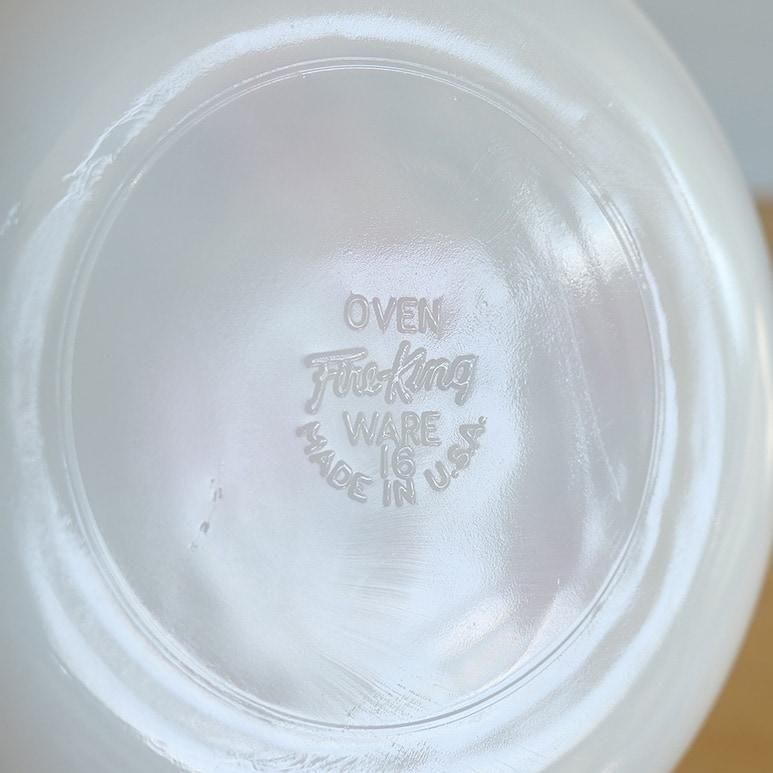 OVEN
Fire-King
WARE
16
MADE IN U.S.A.